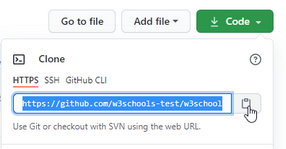 Go to file
Add file
Code
Clone
HTTPS SSH GitHub CLI
https://github.com/w3schools-test/w3school
Use Git or checkout with SVN using the web URL.